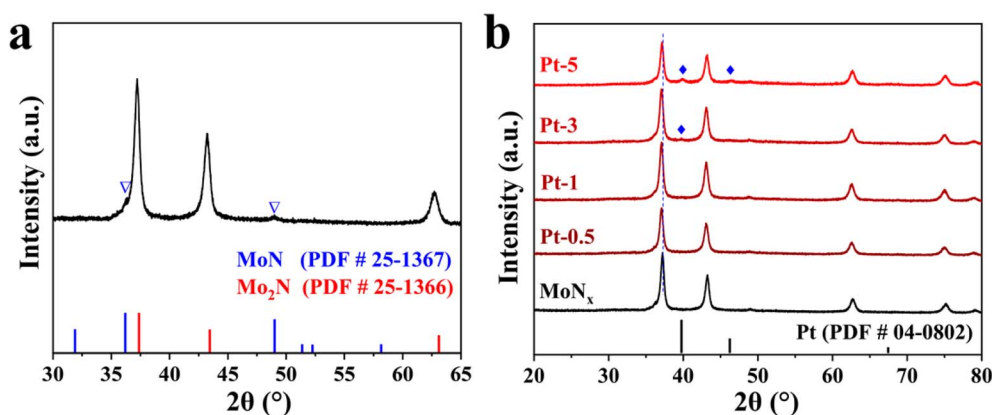 a
Intensity (a.u.)
MoN (PDF # 25-1367)
Mo₂N (PDF # 25-1366)
30 35 40 45 50 55 60 65
2θ (°)
b
Intensity (a.u.)
Pt-5
Pt-3
Pt-1
Pt-0.5
MoNₓ
Pt (PDF # 04-0802)
20 30 40 50 60 70 80
2θ (°)